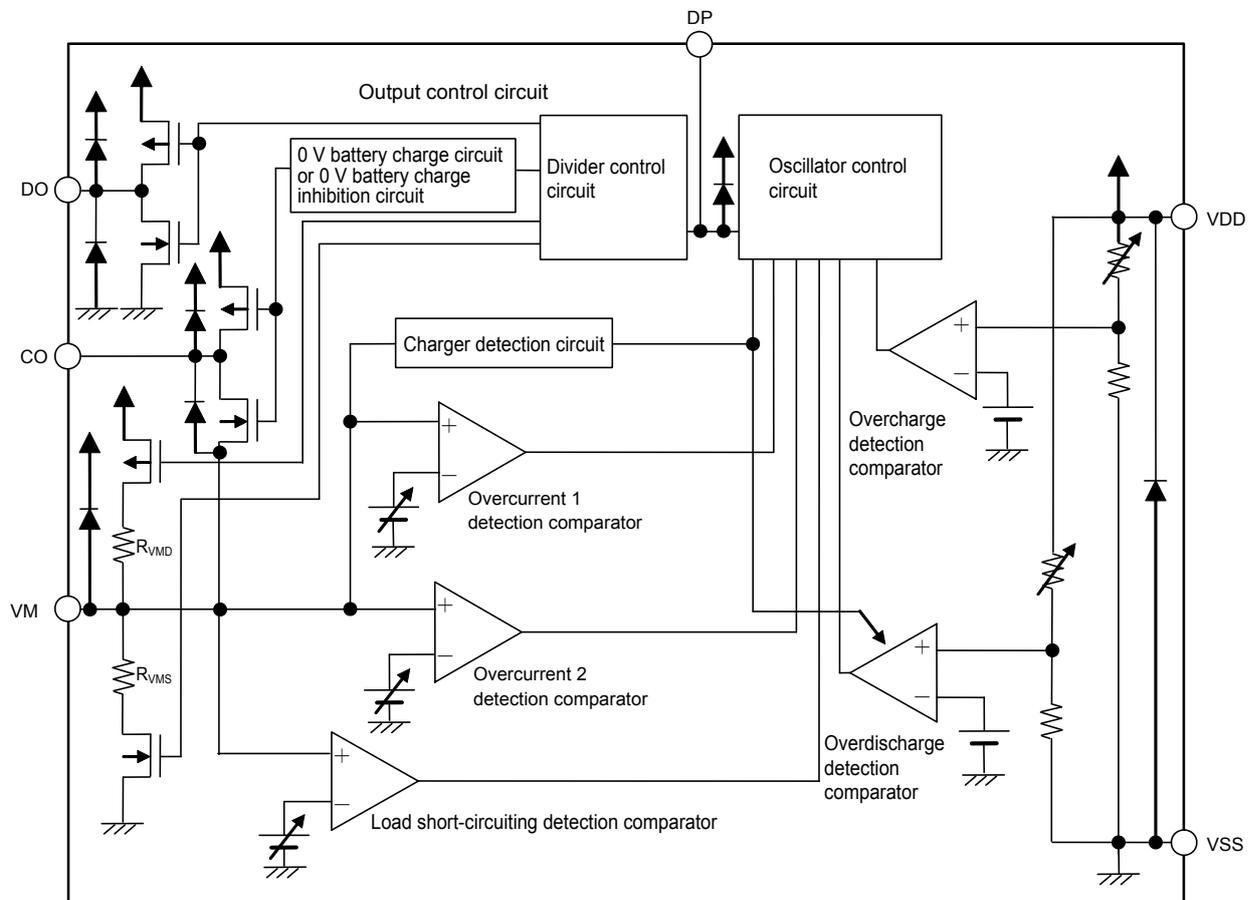 DP
Output control circuit
0 V battery charge circuit
or 0 V battery charge
inhibition circuit
Divider control
circuit
Oscillator control
circuit
DO
VDD
CO
Charger detection circuit
+
−
Overcharge
detection
comparator
+
−
Overcurrent 1
detection comparator
RVMD
VM
+
−
Overcurrent 2
detection comparator
RVMS
+
−
Overdischarge
detection
comparator
+
−
Load short-circuiting detection comparator
VSS